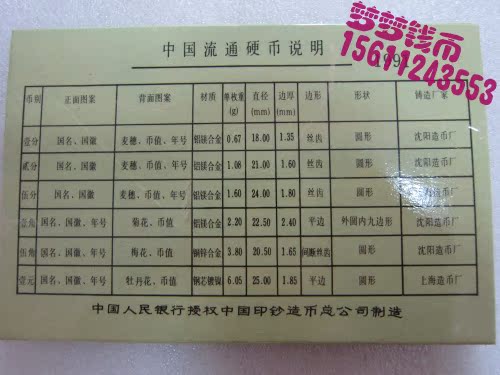 梦梦钱币
15611243553
中国流通硬币说明
币别 正面图案 背面图案 材质 单枚重(g) 直径(mm) 边厚(mm) 边形 形状 铸造厂家
壹分 国名、国徽 麦穗、币值、年号 铝镁合金 0.67 18.00 1.35 丝齿 圆形 沈阳造币厂
贰分 国名、国徽 麦穗、币值、年号 铝镁合金 1.08 21.00 1.60 丝齿 圆形 沈阳造币厂
伍分 国名、国徽 麦穗、币值、年号 铝镁合金 1.60 24.00 1.80 丝齿 圆形 造币厂
壹角 国名、国徽、年号 菊花、币值 铝镁合金 2.20 22.50 2.40 平边 外圆内九边形 沈阳造币厂
伍角 国名、国徽、年号 梅花、币值 铜锌合金 3.80 20.50 1.65 间断丝齿 圆形 沈阳造币厂
壹元 国名、国徽、年号 牡丹花、币值 钢芯镀镍 6.05 25.00 1.85 平边 圆形 上海造币厂
中国人民银行授权中国印钞造币总公司制造